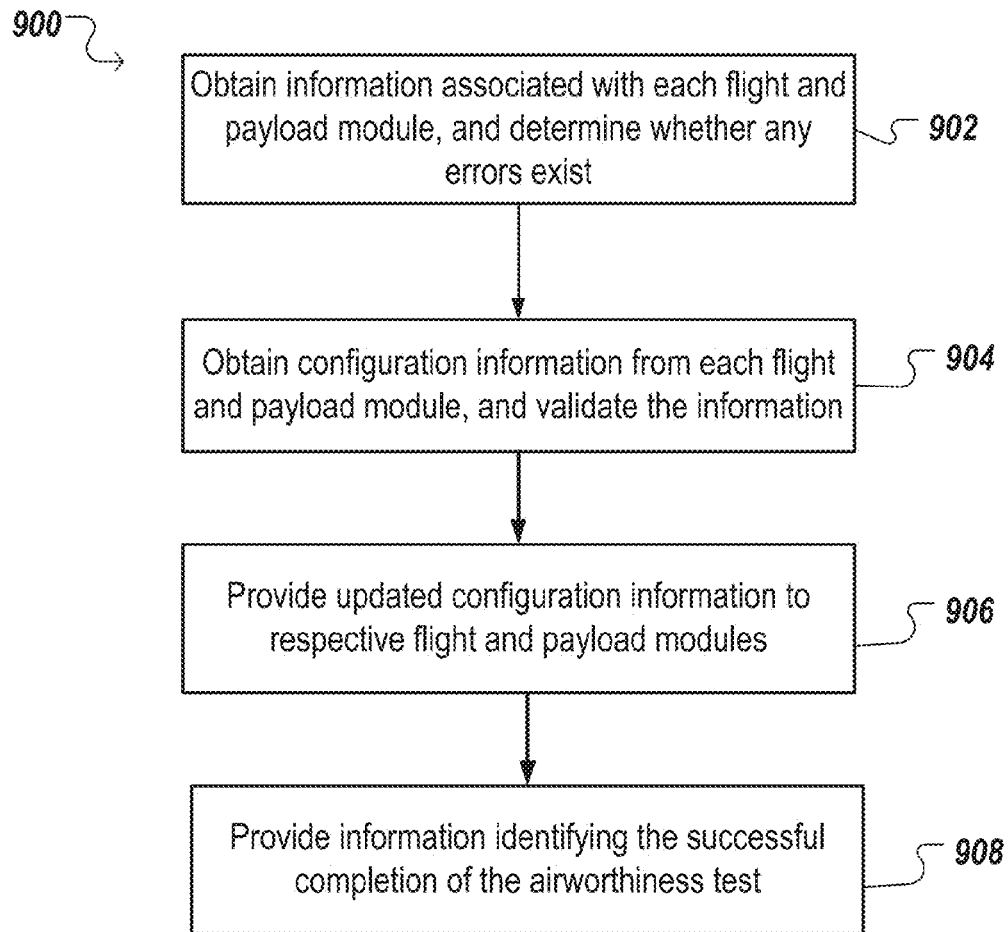 900
Obtain information associated with each flight and
payload module, and determine whether any
errors exist
902
Obtain configuration information from each flight
and payload module, and validate the information
904
Provide updated configuration information to
respective flight and payload modules
906
Provide information identifying the successful
completion of the airworthiness test
908